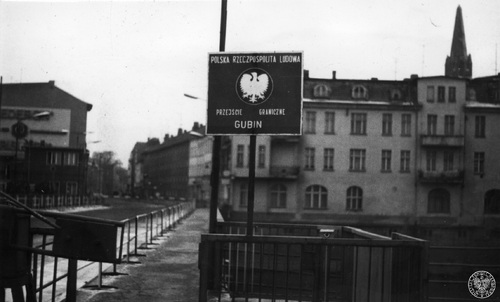 POLSKA RZECZPOSPOLITA LUDOWA
PRZEJŚCIE GRANICZNE
GUBIN